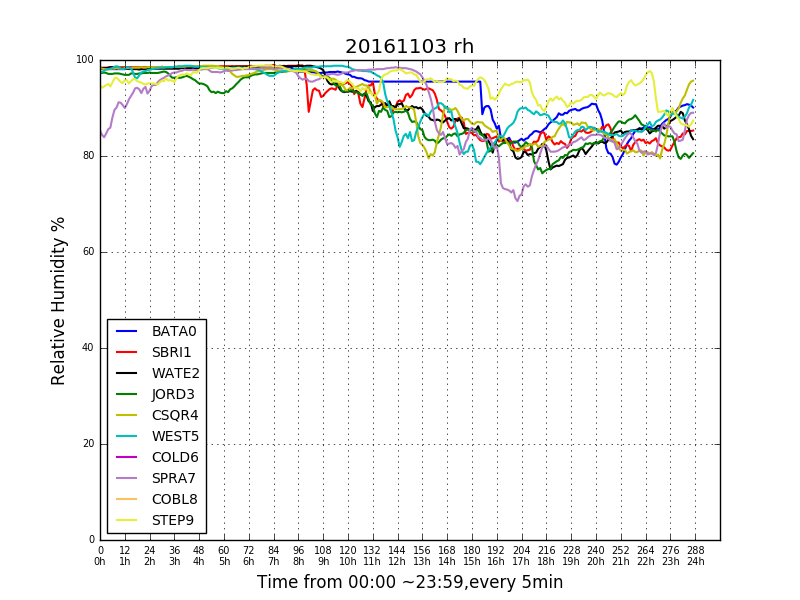 20161103 rh
Relative Humidity %
100
80
60
40
20
0
BATA0
SBRI1
WATE2
JORD3
CSQR4
WEST5
COLD6
SPRA7
COBL8
STEP9
0 12 24 36 48 60 72 84 96 108 120 132 144 156 168 180 192 204 216 228 240 252 264 276 288
0h 1h 2h 3h 4h 5h 6h 7h 8h 9h 10h 11h 12h 13h 14h 15h 16h 17h 18h 19h 20h 21h 22h 23h 24h
Time from 00:00 ~23:59,every 5min